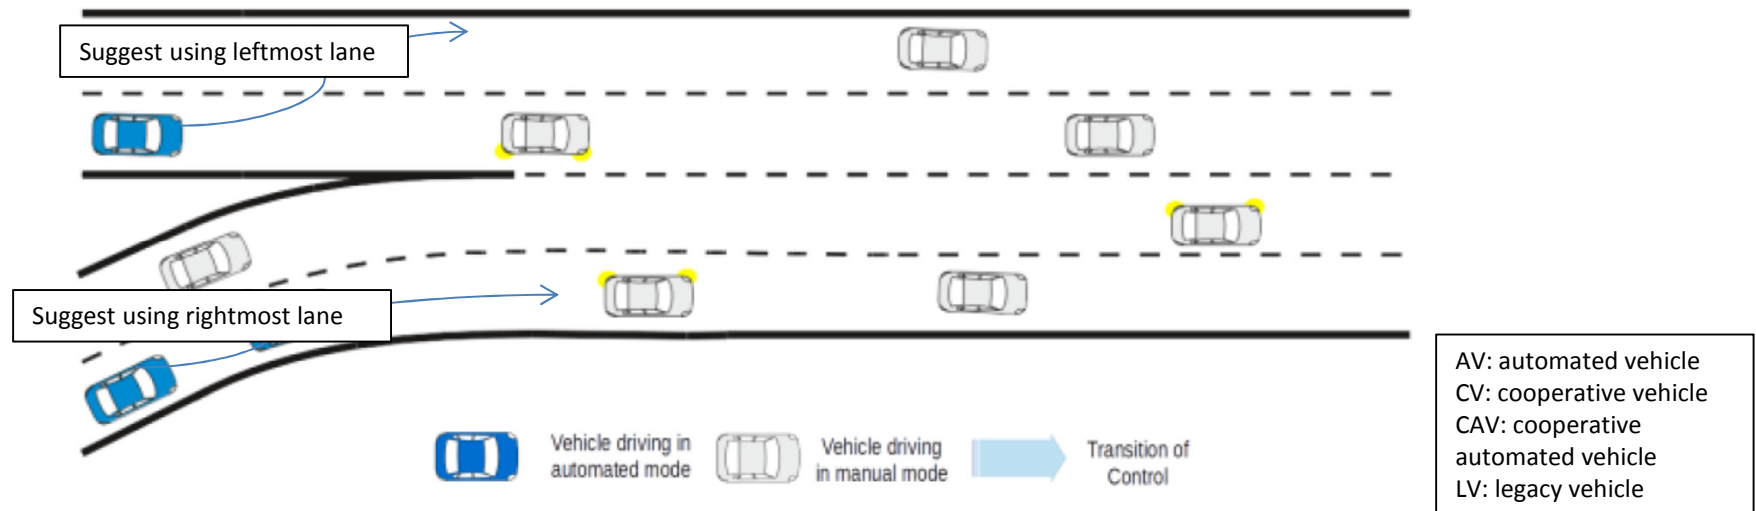 Suggest using leftmost lane
Suggest using rightmost lane
Vehicle driving in
automated mode
Vehicle driving
in manual mode
Transition of
Control
AV: automated vehicle
CV: cooperative vehicle
CAV: cooperative
automated vehicle
LV: legacy vehicle